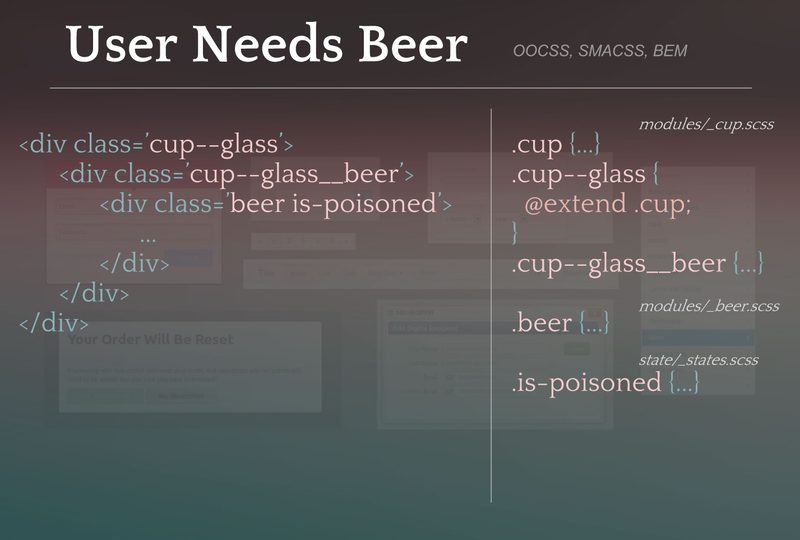 User Needs Beer
OOCSS, SMACSS, BEM
<div class='cup--glass'>
<div class='cup--glass__beer'>
<div class='beer is-poisoned'>
...
</div>
</div>
</div>
modules/_cup.scss
.cup {...}
.cup--glass {
@extend .cup;
}
.cup--glass__beer {...}
modules/_beer.scss
.beer {...}
state/_states.scss
.is-poisoned {...}
Your Order Will Be Reset